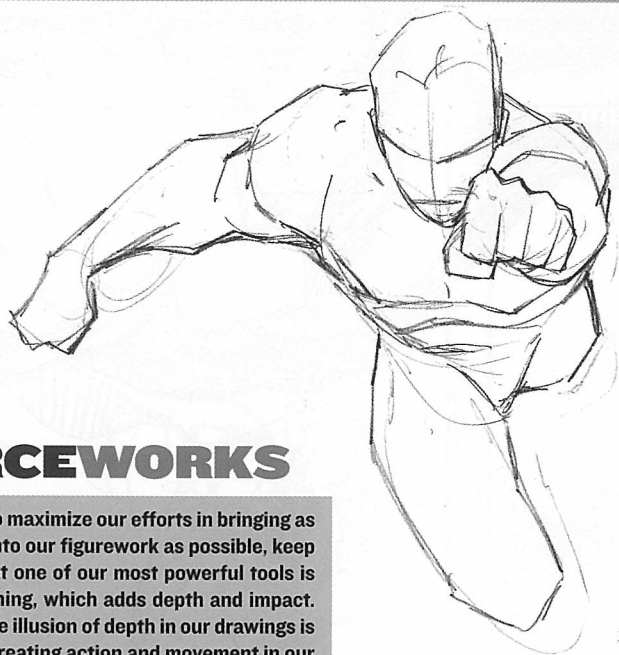 RCEWORKS
maximize our efforts in bringing as
nto our figurework as possible, keep
t one of our most powerful tools is
ning, which adds depth and impact.
e illusion of depth in our drawings is
reating action and movement in our